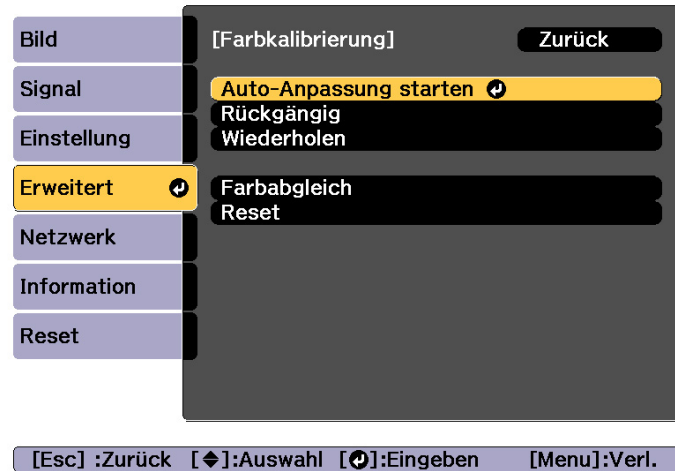 Bild
Signal
Einstellung
Erweitert
Netzwerk
Information
Reset
[Farbkalibrierung] Zurück
Auto-Anpassung starten
Rückgängig
Wiederholen
Farbabgleich
Reset
[Esc] :Zurück [◆]:Auswahl [↵]:Eingeben [Menu]:Verl.